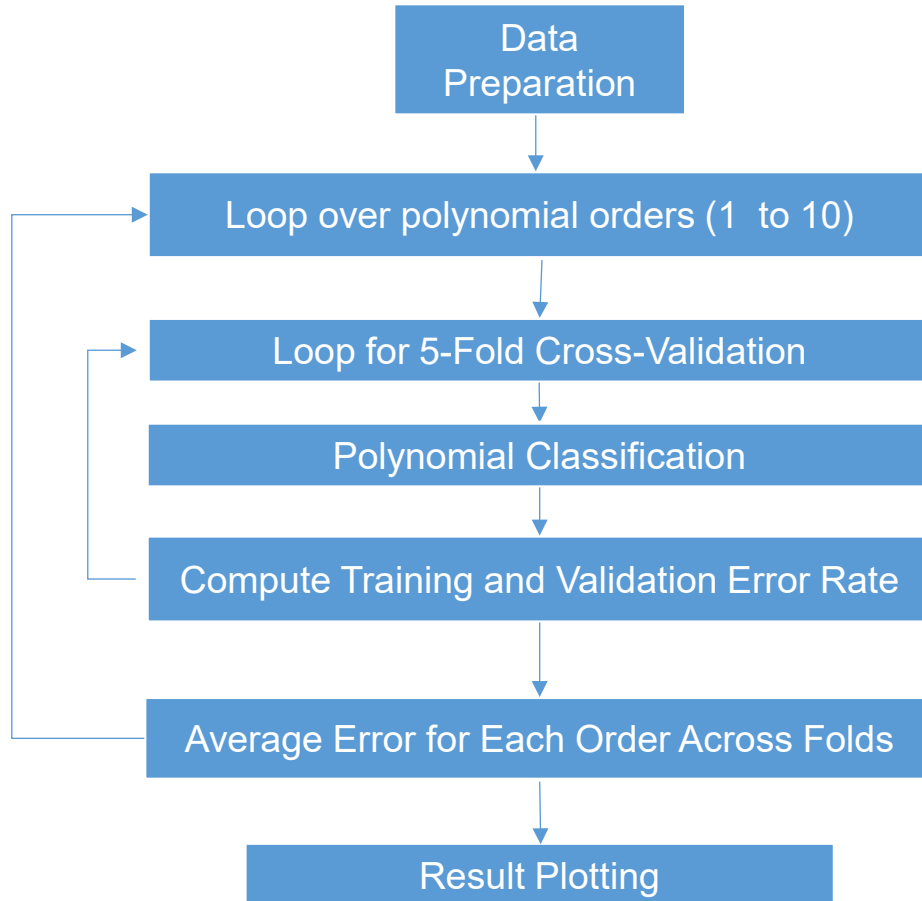 Data
Preparation
Loop over polynomial orders (1  to 10)
Loop for 5-Fold Cross-Validation
Polynomial Classification
Compute Training and Validation Error Rate
Average Error for Each Order Across Folds
Result Plotting